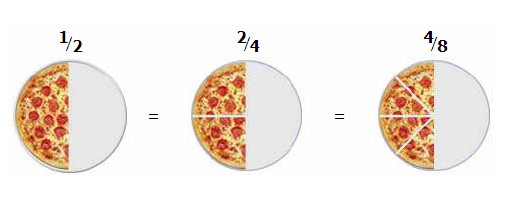 1/2 2/4 4/8
= =